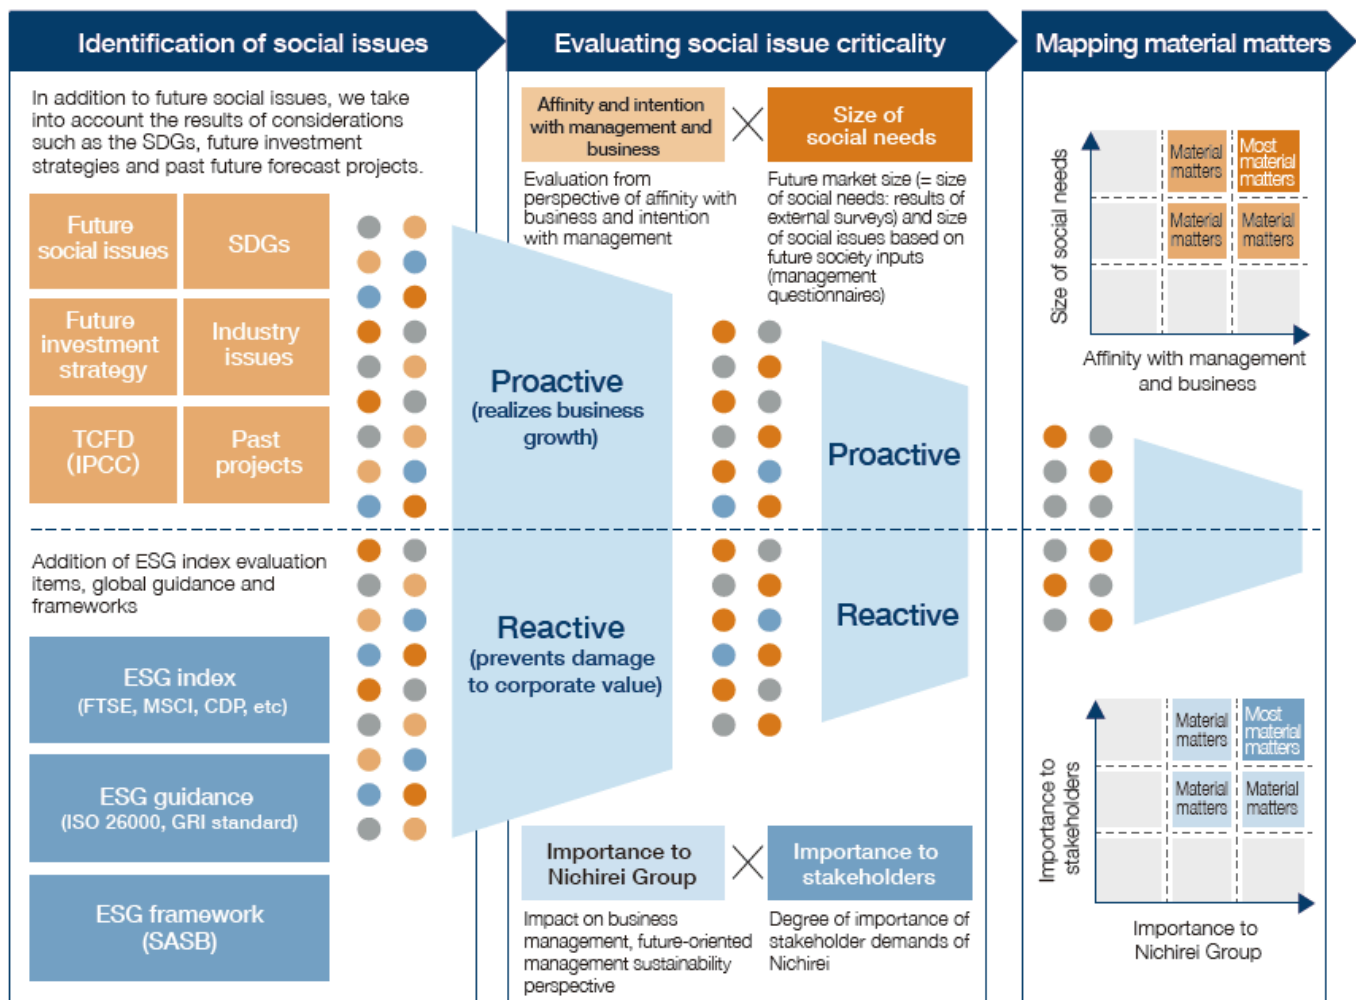 Identification of social issues
In addition to future social issues, we take
into account the results of considerations
such as the SDGs, future investment
strategies and past future forecast projects.
Future
social issues
SDGs
Future
investment
strategy
Industry
issues
TCFD
(IPCC)
Past
projects
Addition of ESG index evaluation
items, global guidance and
frameworks
ESG index
(FTSE, MSCI, CDP, etc)
ESG guidance
(ISO 26000, GRI standard)
ESG framework
(SASB)
Proactive
(realizes business
growth)
Reactive
(prevents damage
to corporate value)
Evaluating social issue criticality
Affinity and intention
with management and
business
Size of
social needs
Evaluation from
perspective of affinity with
business and intention
with management
Future market size (= size
of social needs: results of
external surveys) and size
of social issues based on
future society inputs
(management
questionnaires)
Proactive
Reactive
Importance to
Nichirei Group
Importance to
stakeholders
Impact on business
management, future-oriented
management sustainability
perspective
Degree of importance of
stakeholder demands of
Nichirei
Mapping material matters
Size of social needs
Material
matters
Most
material
matters
Material
matters
Material
matters
Affinity with management
and business
Importance to
stakeholders
Material
matters
Most
material
matters
Material
matters
Material
matters
Importance to
Nichirei Group